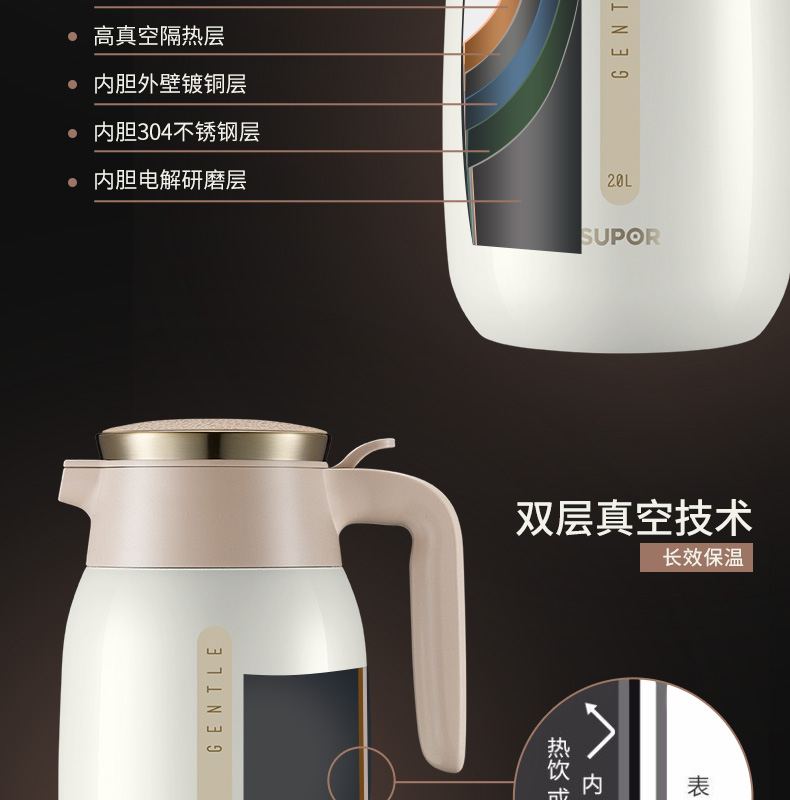 高真空隔热层
内胆外壁镀铜层
内胆304不锈钢层
内胆电解研磨层
GENT
2.0L
SUPOR
双层真空技术
长效保温
GENTLE
热饮或
内
表